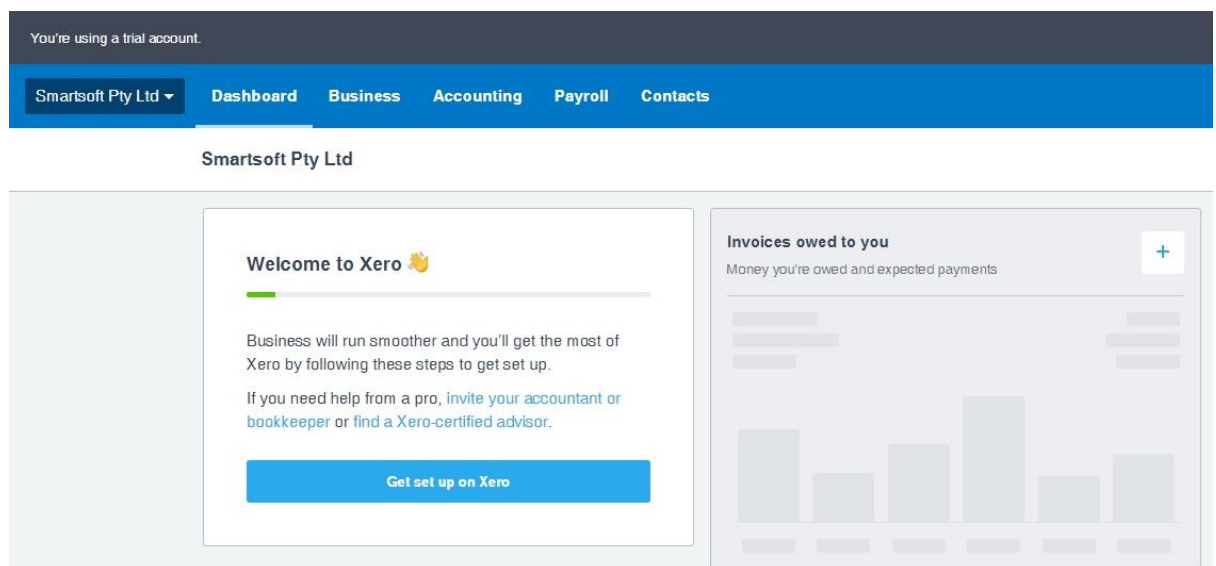 You're using a trial account.
Smartsoft Pty Ltd Dashboard Business Accounting Payroll Contacts
Smartsoft Pty Ltd
Welcome to Xero 👋
Business will run smoother and you'll get the most of
Xero by following these steps to get set up.
If you need help from a pro, invite your accountant or
bookkeeper or find a Xero-certified advisor.
Get set up on Xero
Invoices owed to you
Money you're owed and expected payments
+